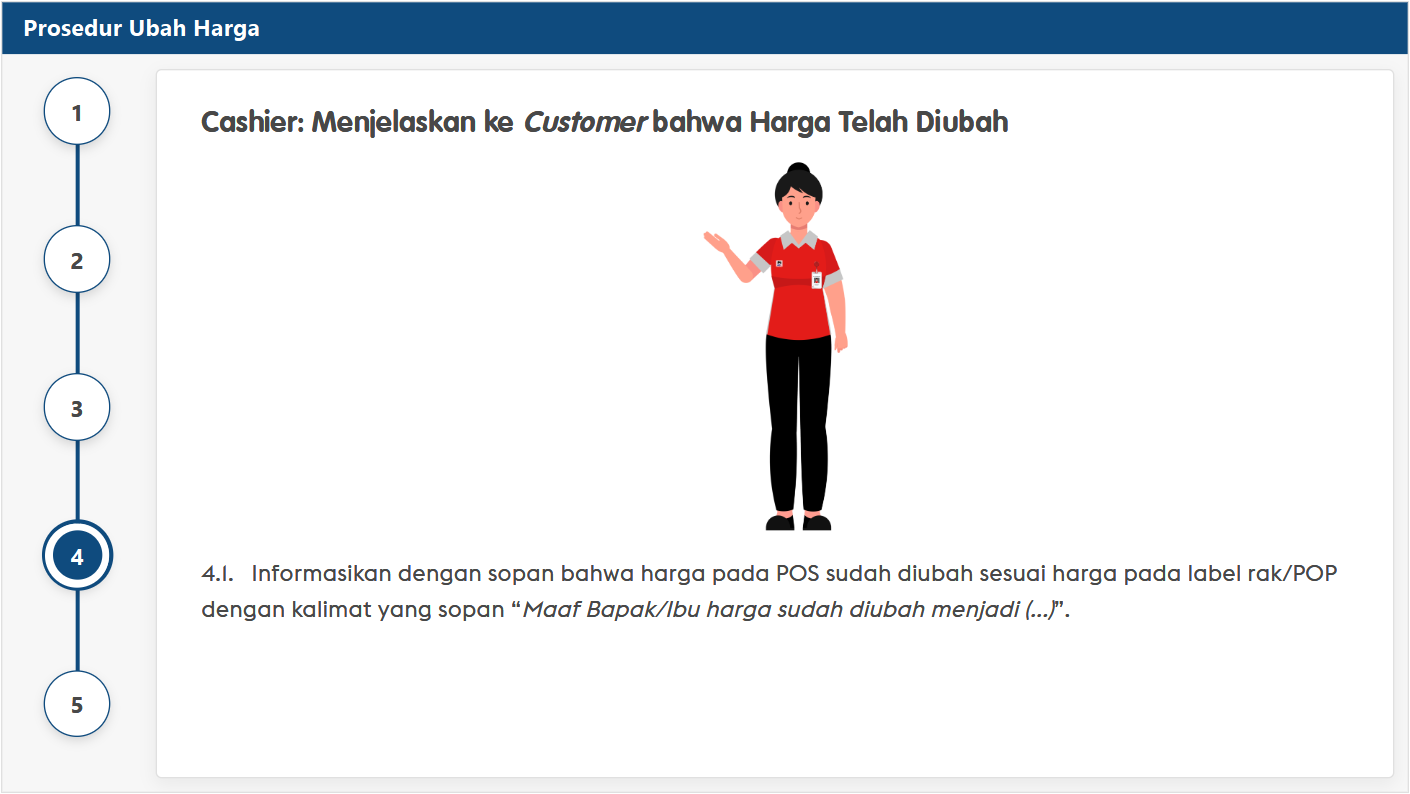 Prosedur Ubah Harga
1
Cashier: Menjelaskan ke Customer bahwa Harga Telah Diubah
2
3
4
4.1. Informasikan dengan sopan bahwa harga pada POS sudah diubah sesuai harga pada label rak/POP
dengan kalimat yang sopan “Maaf Bapak/Ibu harga sudah diubah menjadi (...)”.
5